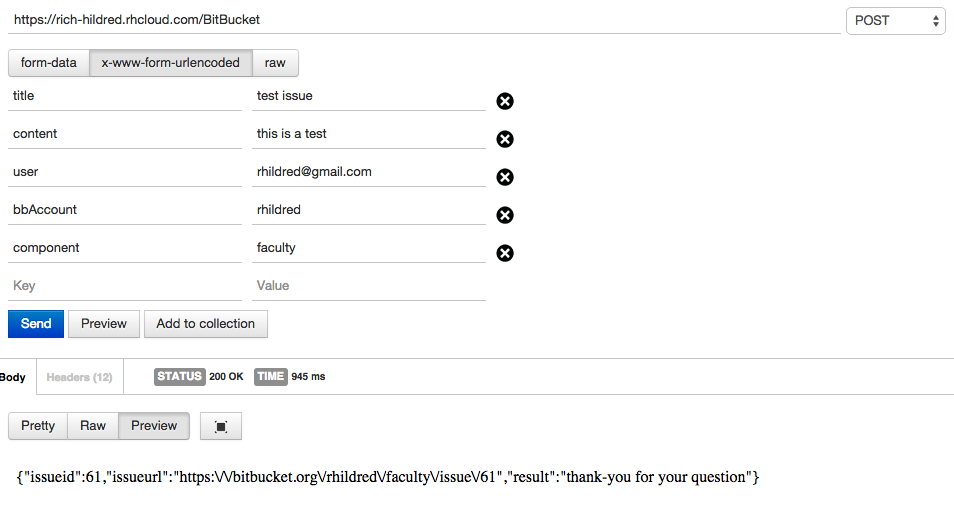 https://rich-hildred.rhcloud.com/BitBucket POST
form-data x-www-form-urlencoded raw
title test issue
content this is a test
user rhildred@gmail.com
bbAccount rhildred
component faculty
Key Value
Send Preview Add to collection
Body Headers (12) STATUS 200 OK TIME 945 ms
Pretty Raw Preview
{"issueid":61,"issueurl":"https:\/\/bitbucket.org\/rhildred\/faculty\/issue\/61","result":"thank-you for your question"}